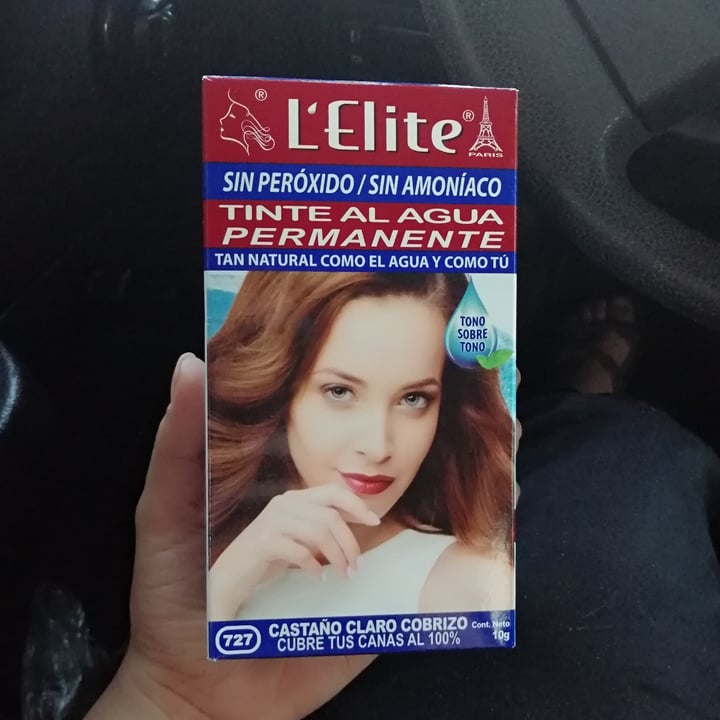 ® L'Elite®
PARIS
SIN PERÓXIDO / SIN AMONÍACO
TINTE AL AGUA
PERMANENTE
TAN NATURAL COMO EL AGUA Y COMO TÚ
TONO
SOBRE
TONO
727
CASTAÑO CLARO COBRIZO
CUBRE TUS CANAS AL 100%
Cont. Neto
10g